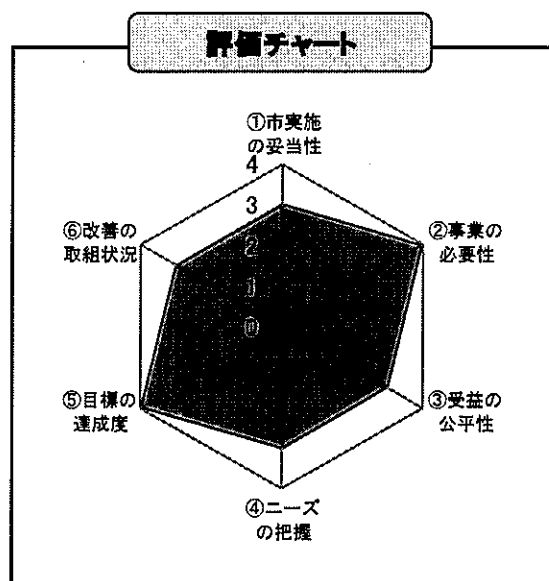 評価チャート
①市実施
の妥当性
4
3
2
1
0
②事業の
必要性
③受益の
公平性
④ニーズ
の把握
⑤目標の
達成度
⑥改善の
取組状況